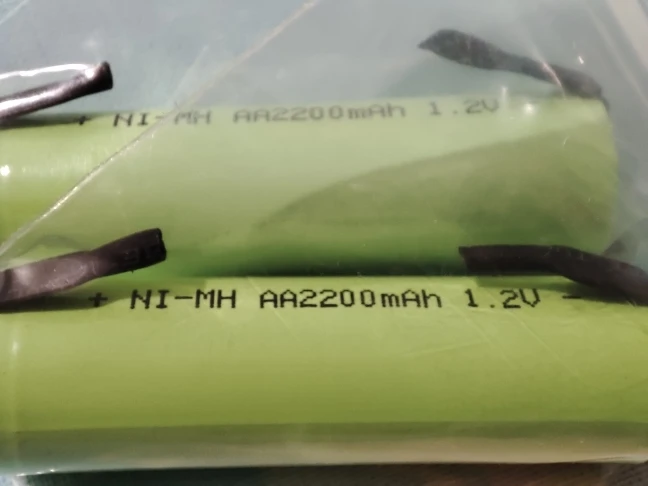 + NI-MH AA2200mAh 1.2V
+ NI-MH AA2200mAh 1.2V -